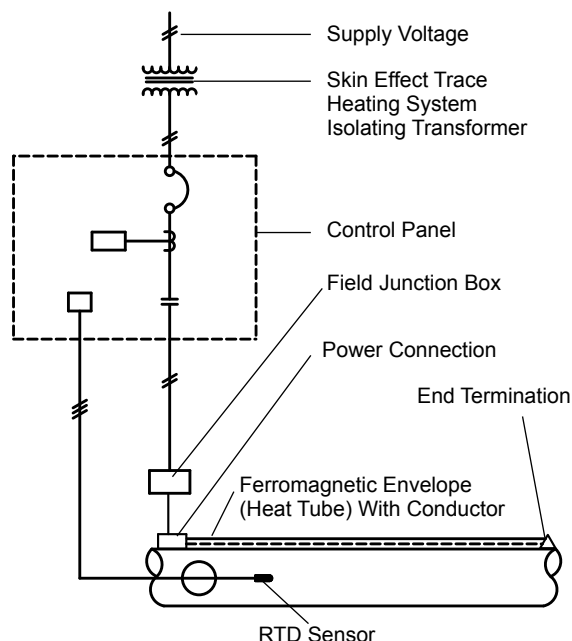 Supply Voltage
Skin Effect Trace
Heating System
Isolating Transformer
Control Panel
Field Junction Box
Power Connection
End Termination
Ferromagnetic Envelope
(Heat Tube) With Conductor
RTD Sensor